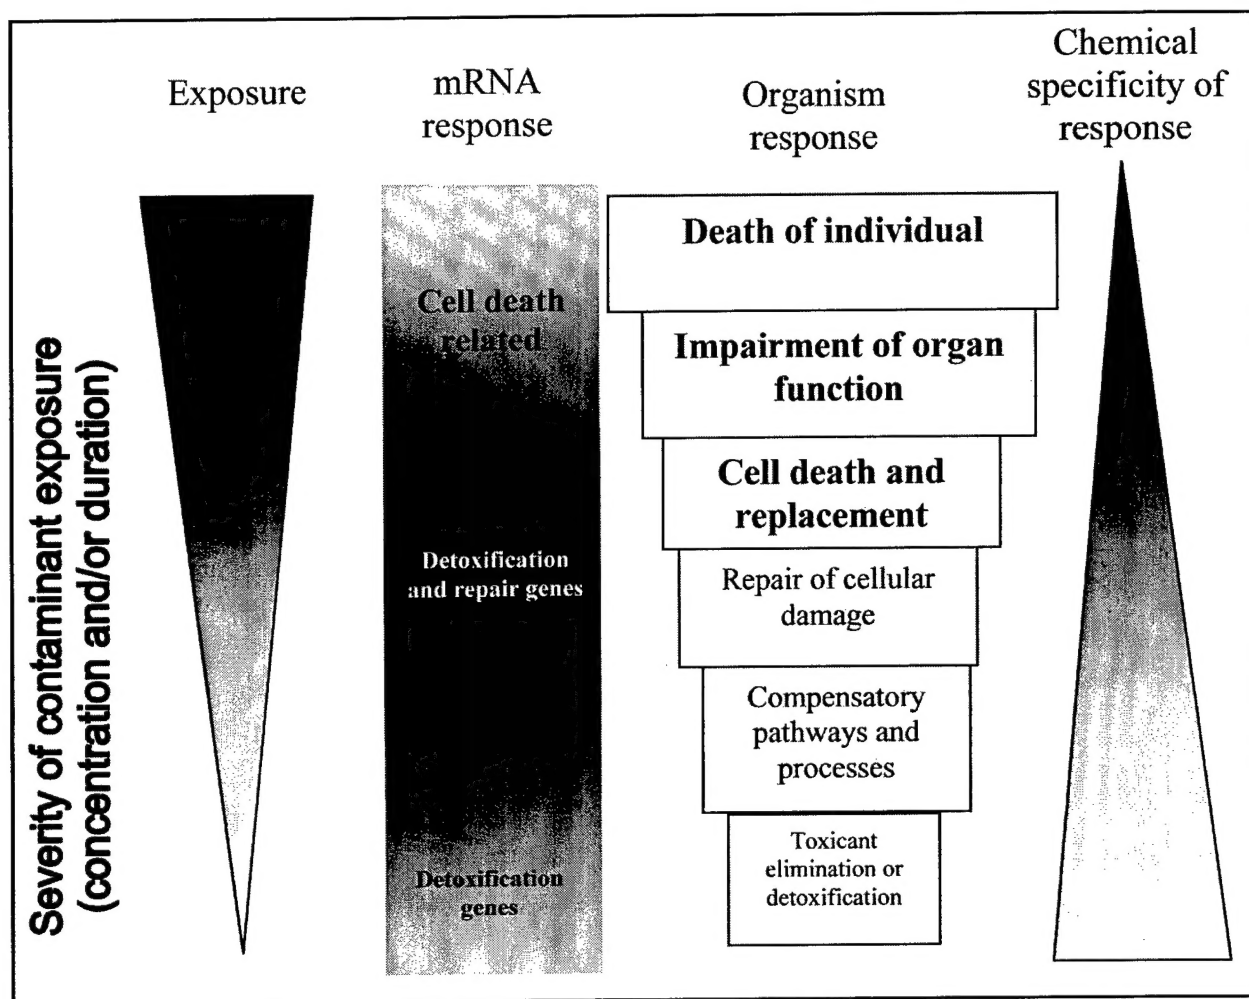 Exposure
mRNA
response
Organism
response
Chemical
specificity of
response
Severity of contaminant exposure
(concentration and/or duration)
Cell death
related
Detoxification
and repair genes
Detoxification
genes
Death of individual
Impairment of organ
function
Cell death and
replacement
Repair of cellular
damage
Compensatory
pathways and
processes
Toxicant
elimination or
detoxification